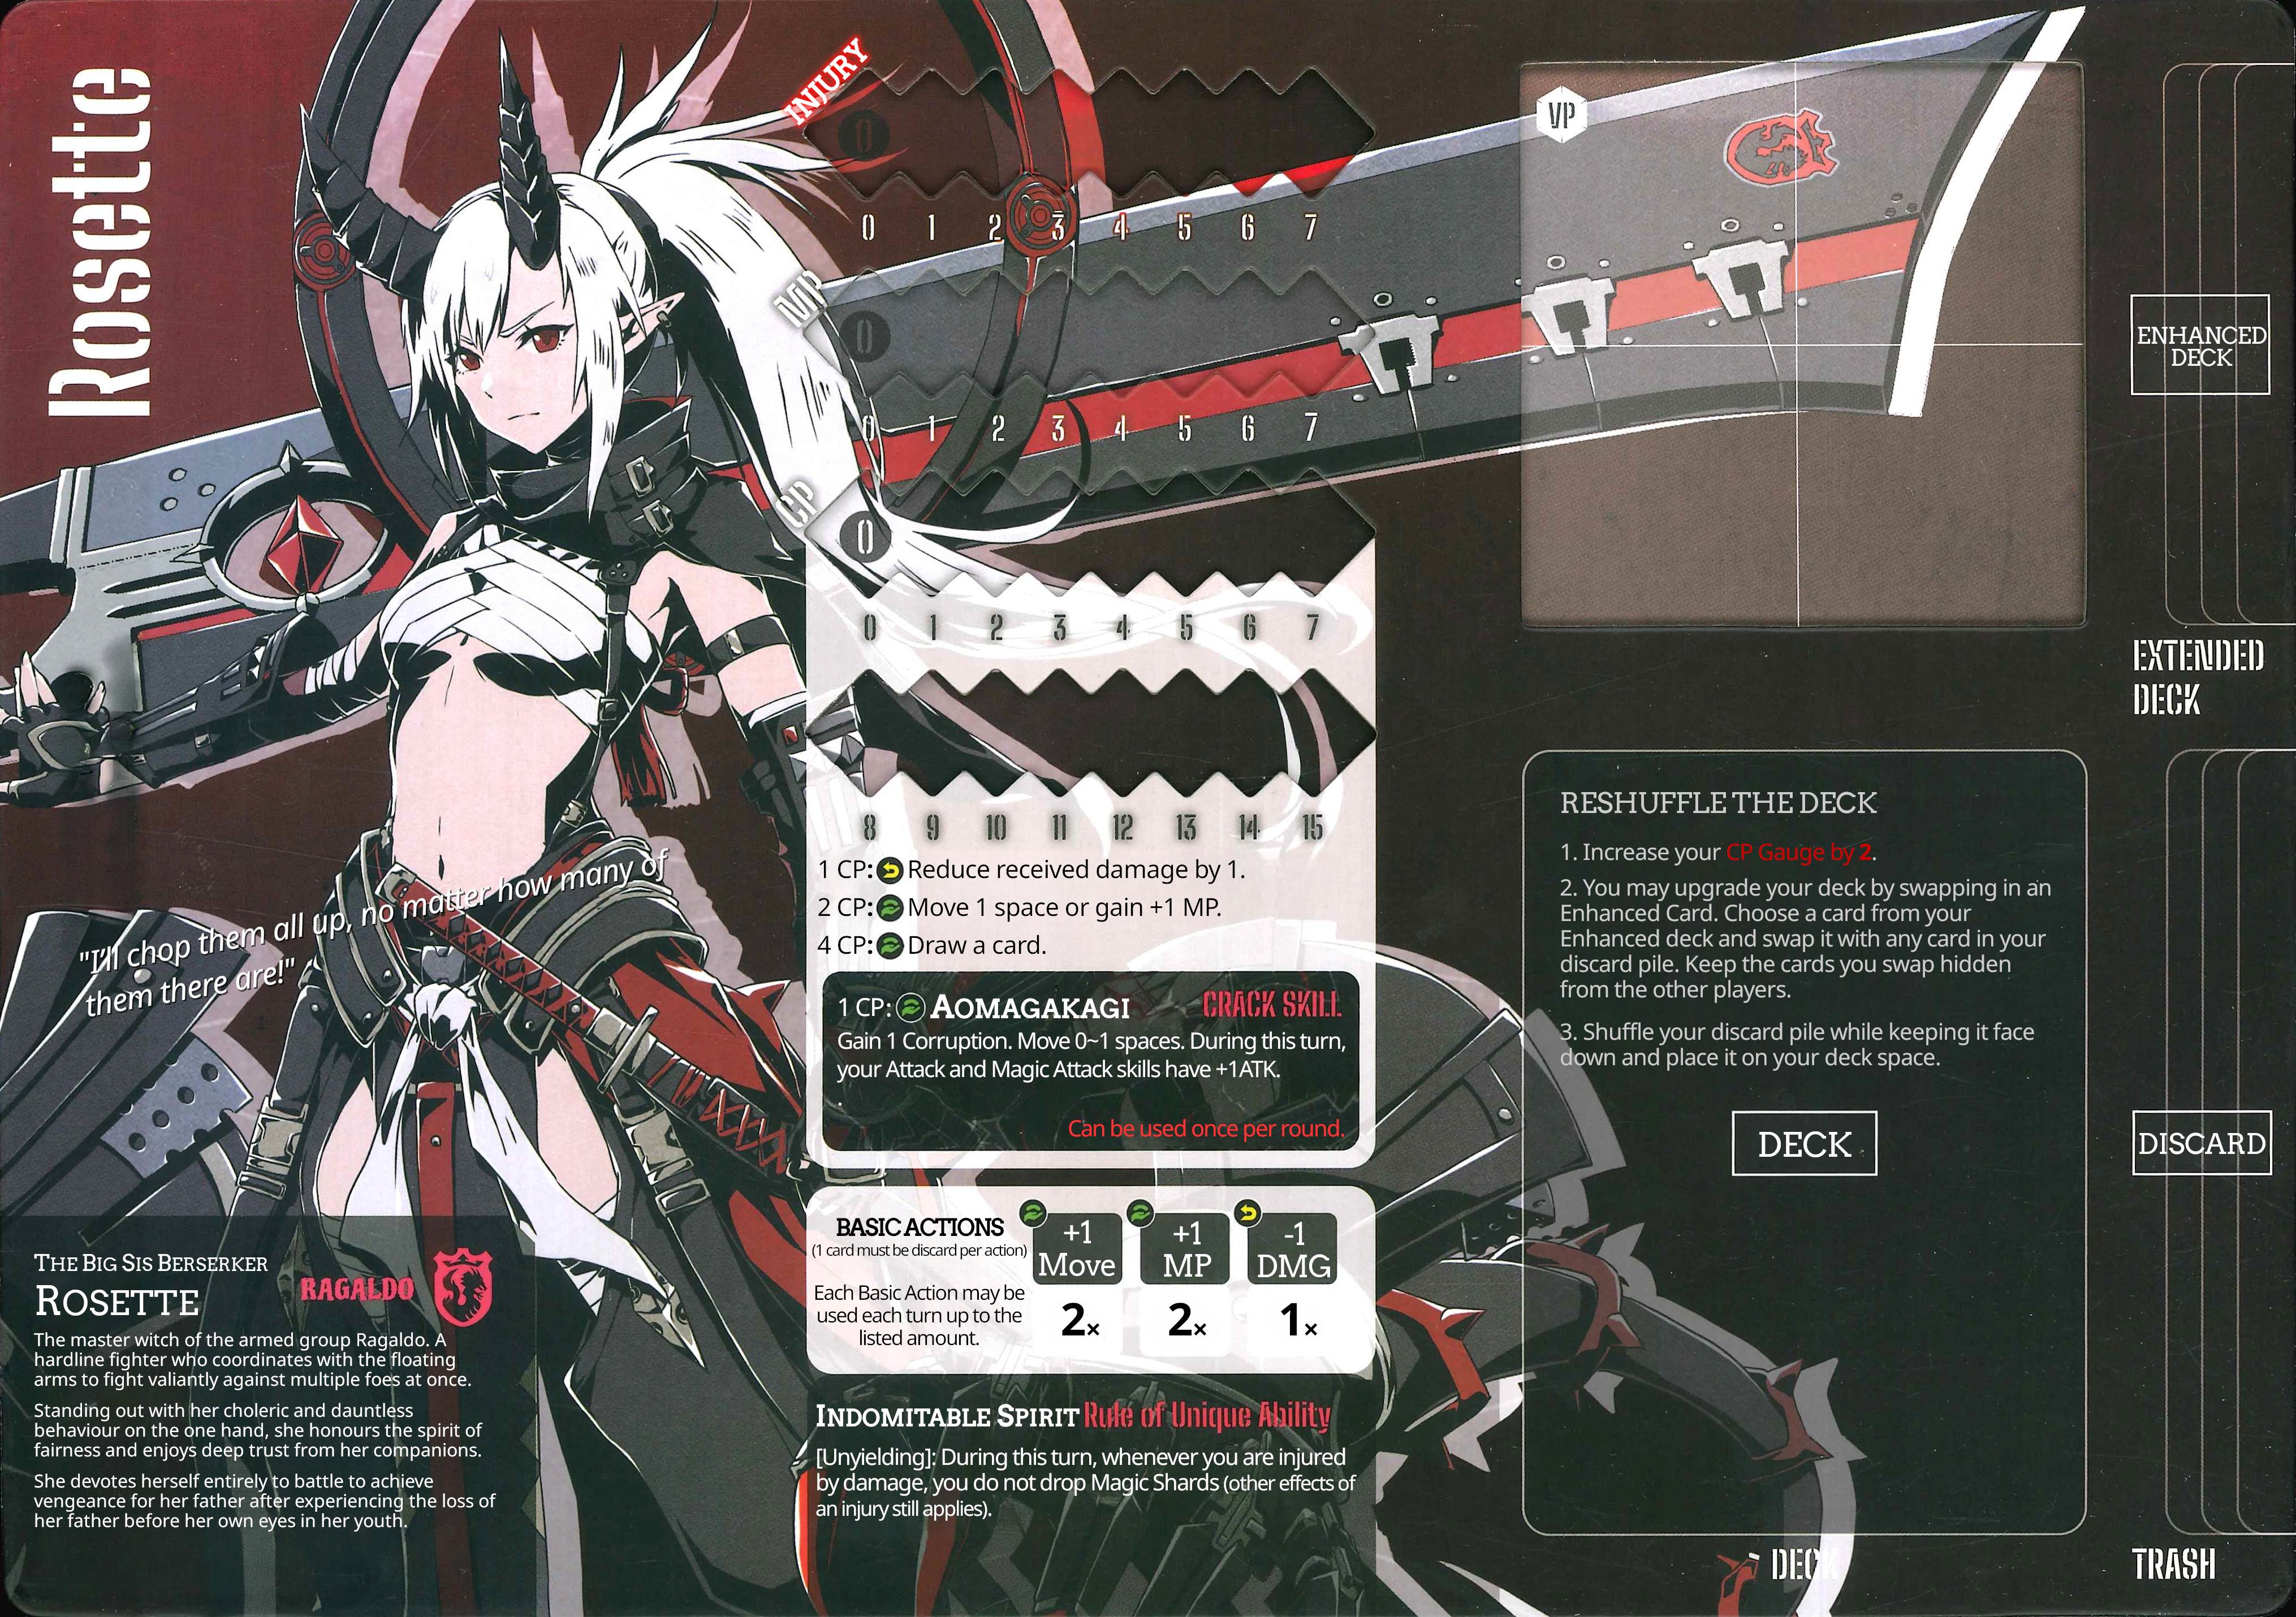 Rosette
INJURY
0
0 1 2 3 4 5 6 7
MP
0
0 1 2 3 4 5 6 7
CP
0
0 1 2 3 4 5 6 7
8 9 10 11 12 13 14 15
1 CP: Reduce received damage by 1.
2 CP: Move 1 space or gain +1 MP.
4 CP: Draw a card.
1 CP: AOMAGAKAGI CRACK SKILL
Gain 1 Corruption. Move 0~1 spaces. During this turn,
your Attack and Magic Attack skills have +1ATK.
.
Can be used once per round.
BASIC ACTIONS
(1 card must be discard per action)
Each Basic Action may be
used each turn up to the
listed amount.
+1
Move
2×
+1
MP
2×
-1
DMG
1×
INDOMITABLE SPIRIT Rule of Unique Ability
[Unyielding]: During this turn, whenever you are injured
by damage, you do not drop Magic Shards (other effects of
an injury still applies).
"I'll chop them all up, no matter how many of
them there are!"
THE BIG SIS BERSERKER
ROSETTE
RAGALDO
The master witch of the armed group Ragaldo. A
hardline fighter who coordinates with the floating
arms to fight valiantly against multiple foes at once.
Standing out with her choleric and dauntless
behaviour on the one hand, she honours the spirit of
fairness and enjoys deep trust from her companions.
She devotes herself entirely to battle to achieve
vengeance for her father after experiencing the loss of
her father before her own eyes in her youth.
VP
ENHANCED
DECK
EXTENDED
DECK
RESHUFFLE THE DECK
1. Increase your CP Gauge by 2.
2. You may upgrade your deck by swapping in an
Enhanced Card. Choose a card from your
Enhanced deck and swap it with any card in your
discard pile. Keep the cards you swap hidden
from the other players.
3. Shuffle your discard pile while keeping it face
down and place it on your deck space.
DECK
DISCARD
DECK
TRASH